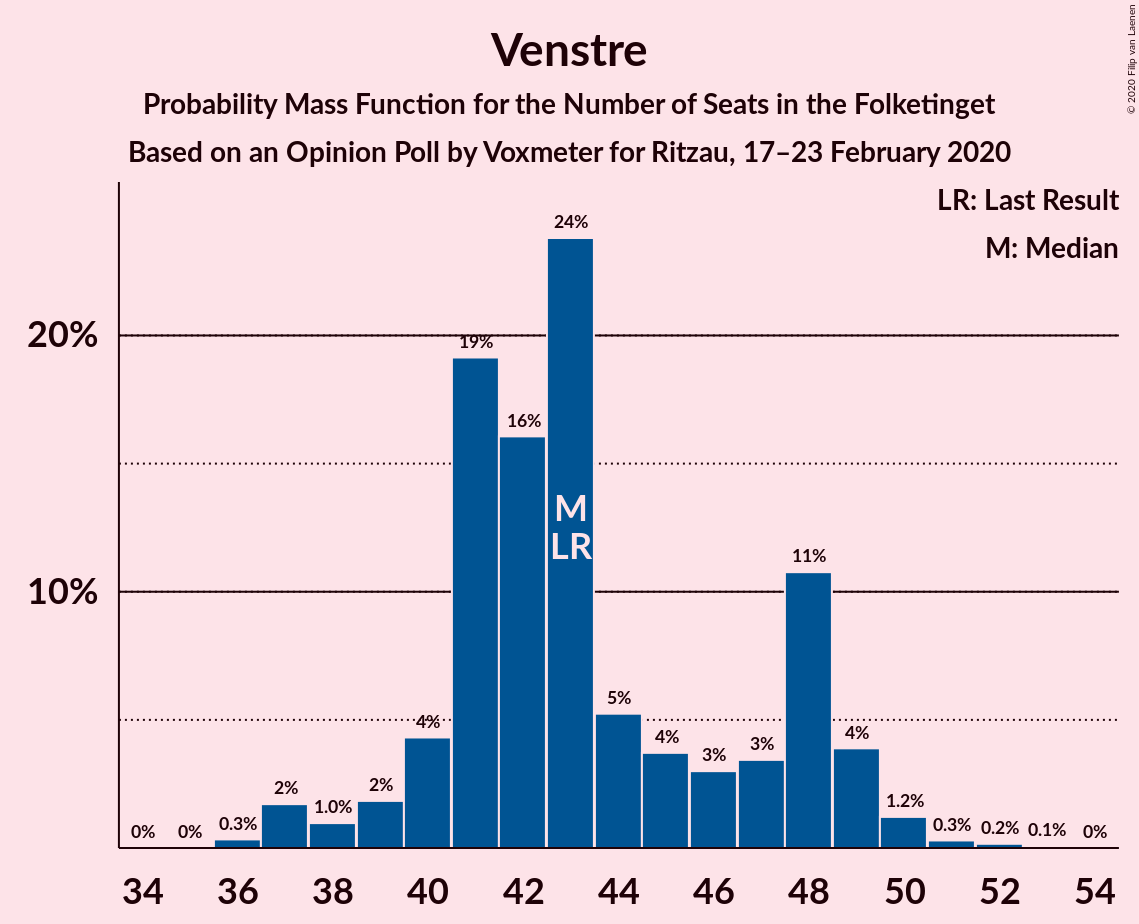 Venstre
Probability Mass Function for the Number of Seats in the Folketinget
Based on an Opinion Poll by Voxmeter for Ritzau, 17–23 February 2020
© 2020 Filip van Laenen
LR: Last Result
M: Median
20%
10%
0%
0%
0.3%
2%
1.0%
2%
4%
19%
16%
24%
5%
4%
3%
3%
11%
4%
1.2%
0.3%
0.2%
0.1%
0%
M
LR
34 36 38 40 42 44 46 48 50 52 54